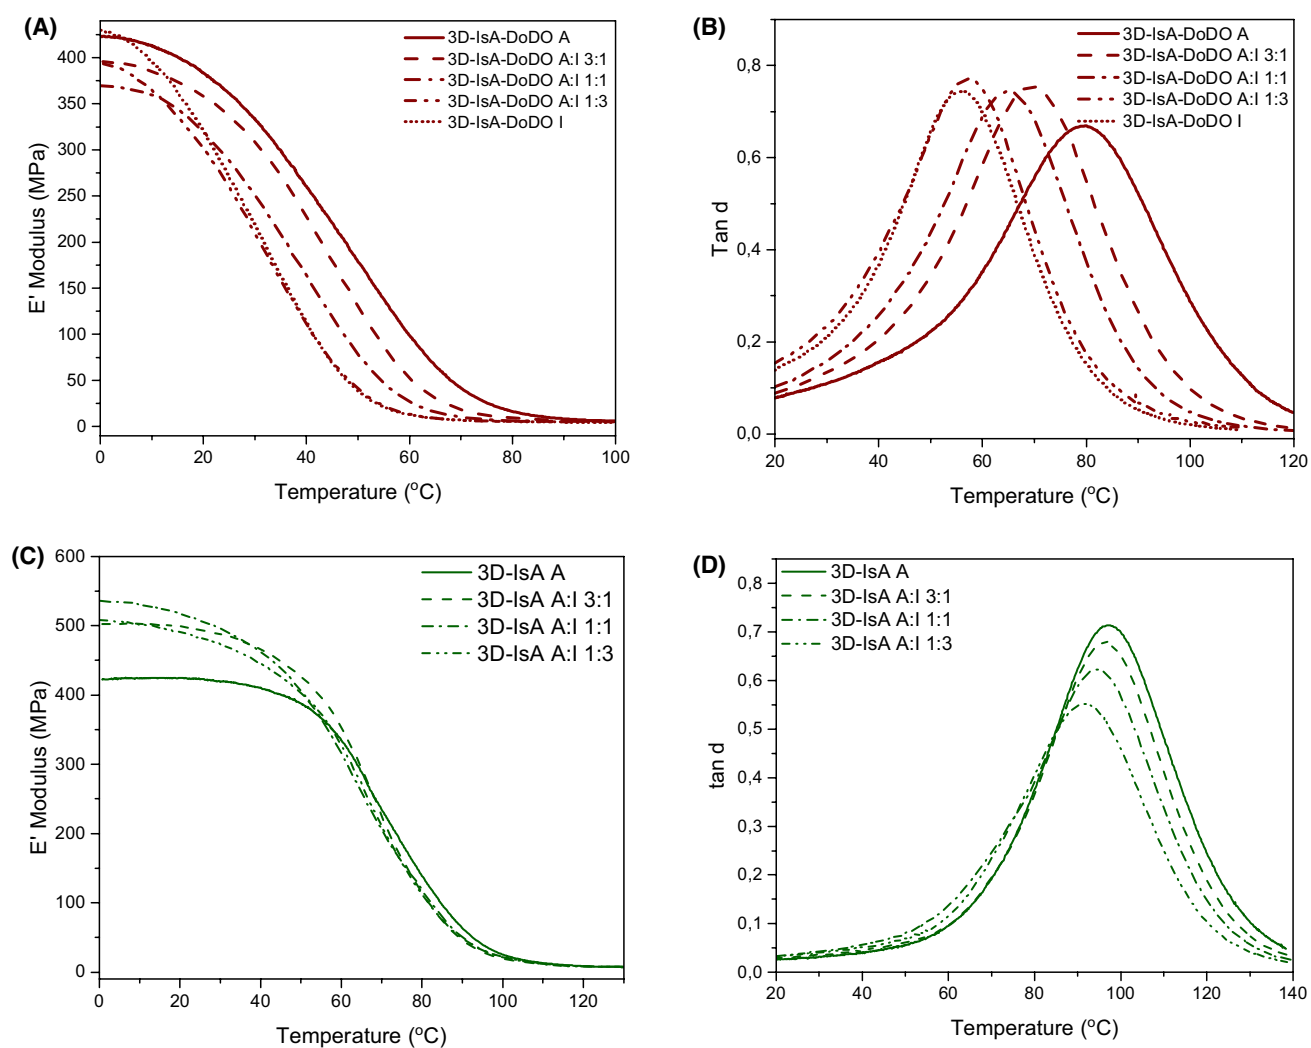 (A)
3D-IsA-DoDO A
3D-IsA-DoDO A:I 3:1
3D-IsA-DoDO A:I 1:1
3D-IsA-DoDO A:I 1:3
3D-IsA-DoDO I
400
350
300
250
200
150
100
50
0
E' Modulus (MPa)
0 20 40 60 80 100
Temperature (°C)
(B)
3D-IsA-DoDO A
3D-IsA-DoDO A:I 3:1
3D-IsA-DoDO A:I 1:1
3D-IsA-DoDO A:I 1:3
3D-IsA-DoDO I
0,8
0,6
0,4
0,2
0,0
Tan d
20 40 60 80 100 120
Temperature (°C)
(C)
3D-IsA A
3D-IsA A:I 3:1
3D-IsA A:I 1:1
3D-IsA A:I 1:3
600
500
400
300
200
100
0
E' Modulus (MPa)
0 20 40 60 80 100 120
Temperature (°C)
(D)
3D-IsA A
3D-IsA A:I 3:1
3D-IsA A:I 1:1
3D-IsA A:I 1:3
0,8
0,7
0,6
0,5
0,4
0,3
0,2
0,1
0,0
tan d
20 40 60 80 100 120 140
Temperature (°C)